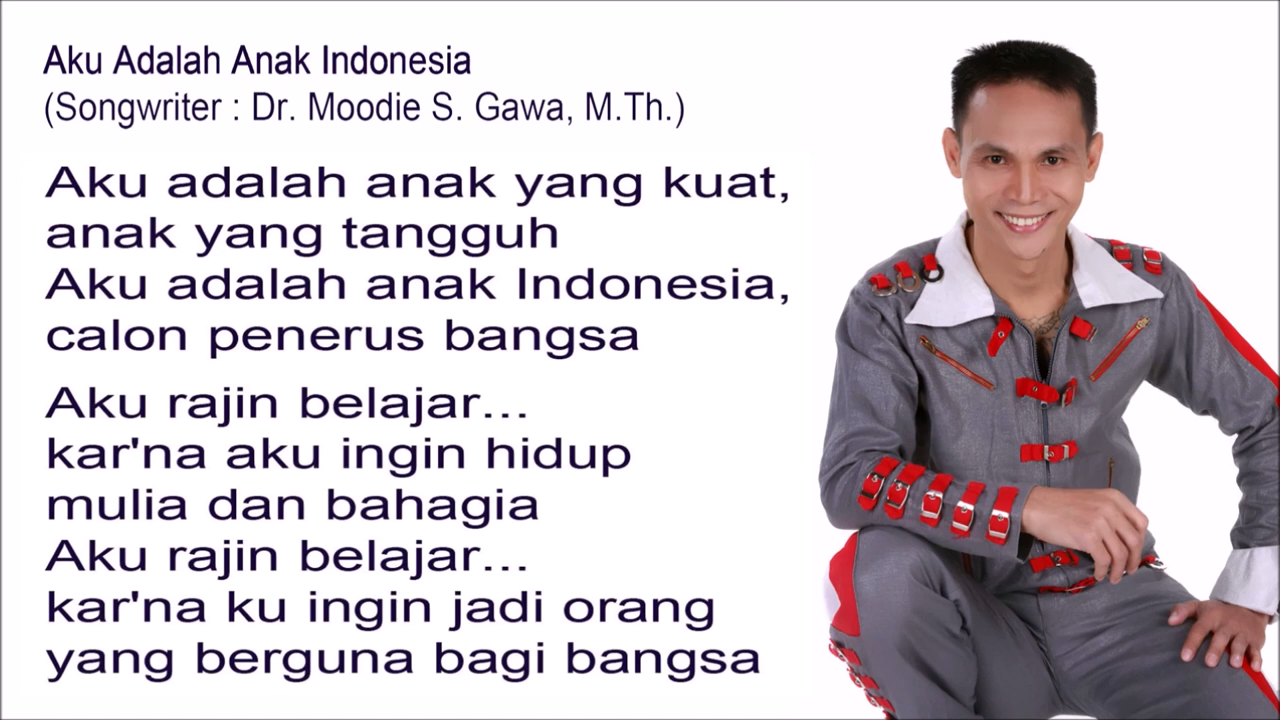 Aku Adalah Anak Indonesia
(Songwriter : Dr. Moodie S. Gawa, M.Th.)
Aku adalah anak yang kuat,
anak yang tangguh
Aku adalah anak Indonesia,
calon penerus bangsa
Aku rajin belajar...
kar'na aku ingin hidup
mulia dan bahagia
Aku rajin belajar...
kar'na ku ingin jadi orang
yang berguna bagi bangsa